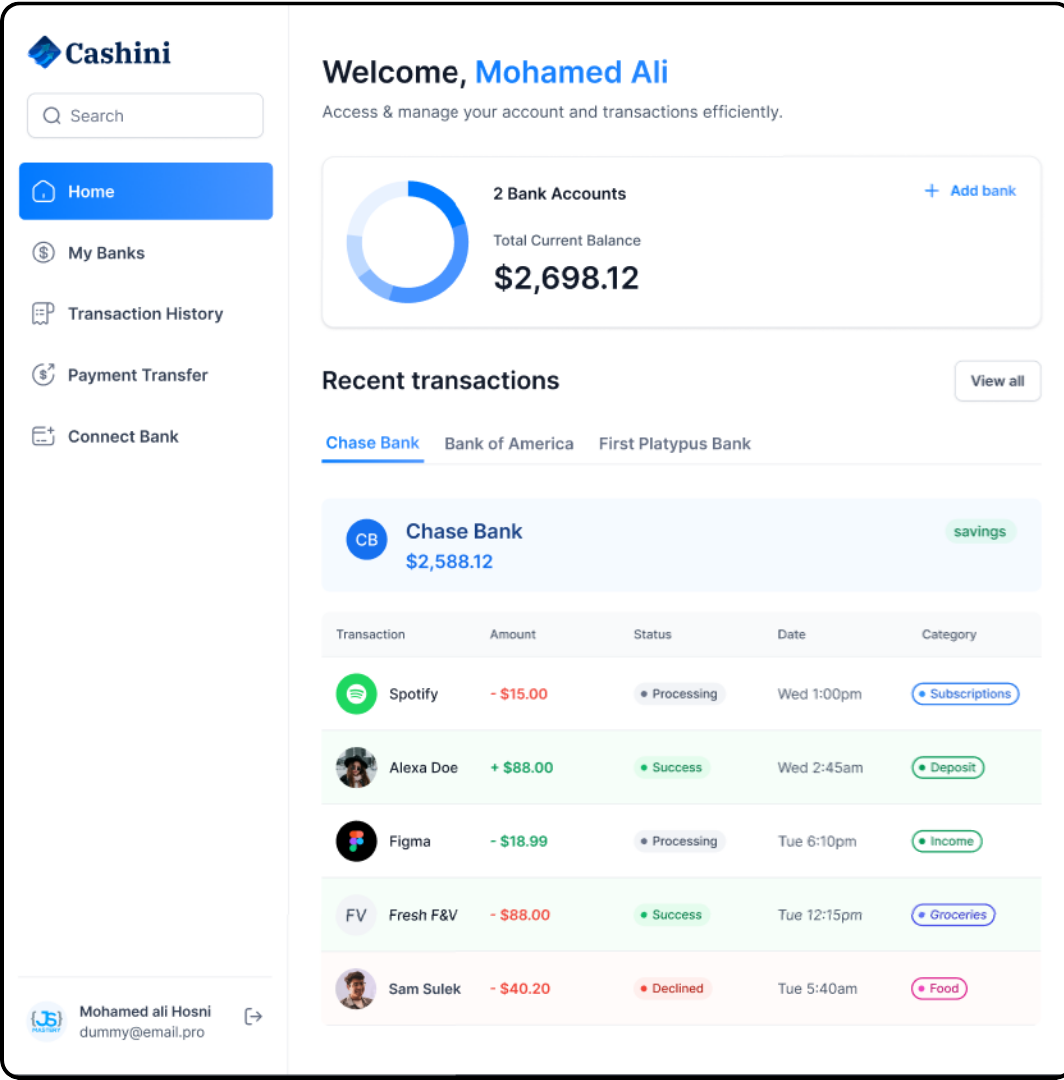 Cashini
Search
Home
My Banks
Transaction History
Payment Transfer
Connect Bank
Mohamed ali Hosni
dummy@email.pro
Welcome, Mohamed Ali
Access & manage your account and transactions efficiently.
2 Bank Accounts
+ Add bank
Total Current Balance
$2,698.12
Recent transactions
View all
Chase Bank Bank of America First Platypus Bank
CB
Chase Bank
savings
$2,588.12
Transaction Amount Status Date Category
Spotify - $15.00 Processing Wed 1:00pm Subscriptions
Alexa Doe + $88.00 Success Wed 2:45am Deposit
Figma - $18.99 Processing Tue 6:10pm Income
FV Fresh F&V - $88.00 Success Tue 12:15pm Groceries
Sam Sulek - $40.20 Declined Tue 5:40am Food